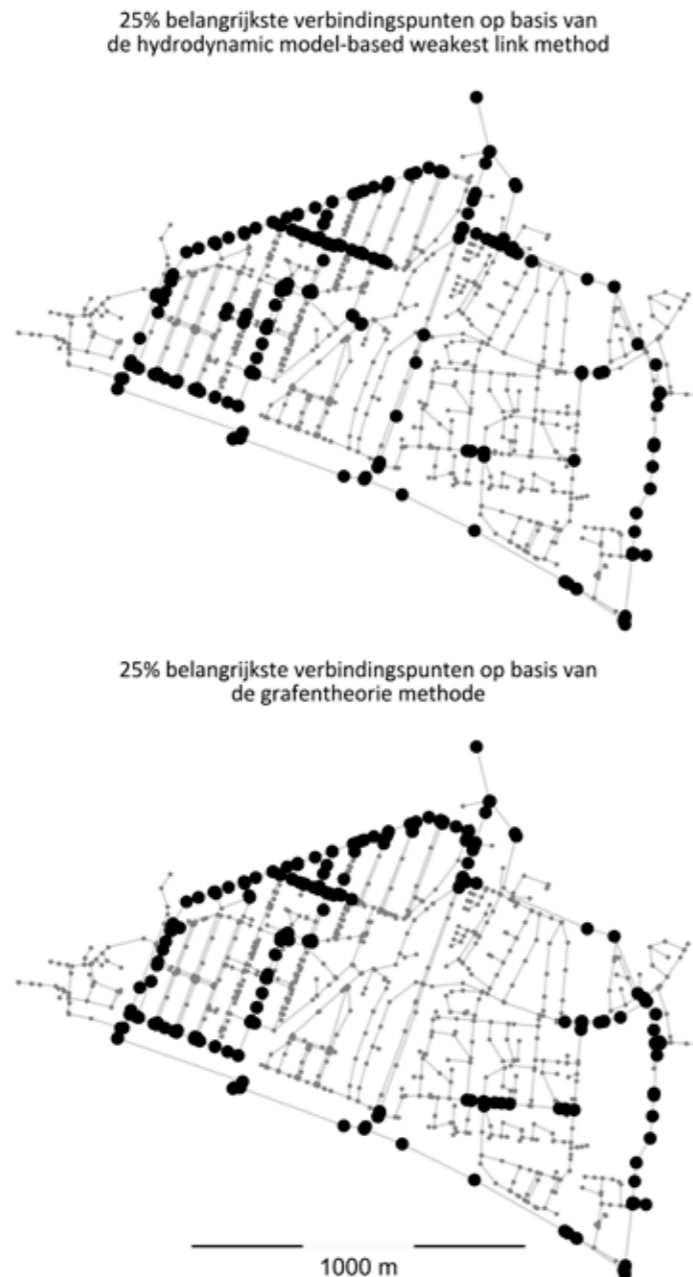 25% belangrijkste verbindingspunten op basis van
de hydrodynamic model-based weakest link method
25% belangrijkste verbindingspunten op basis van
de grafentheorie methode
1000 m